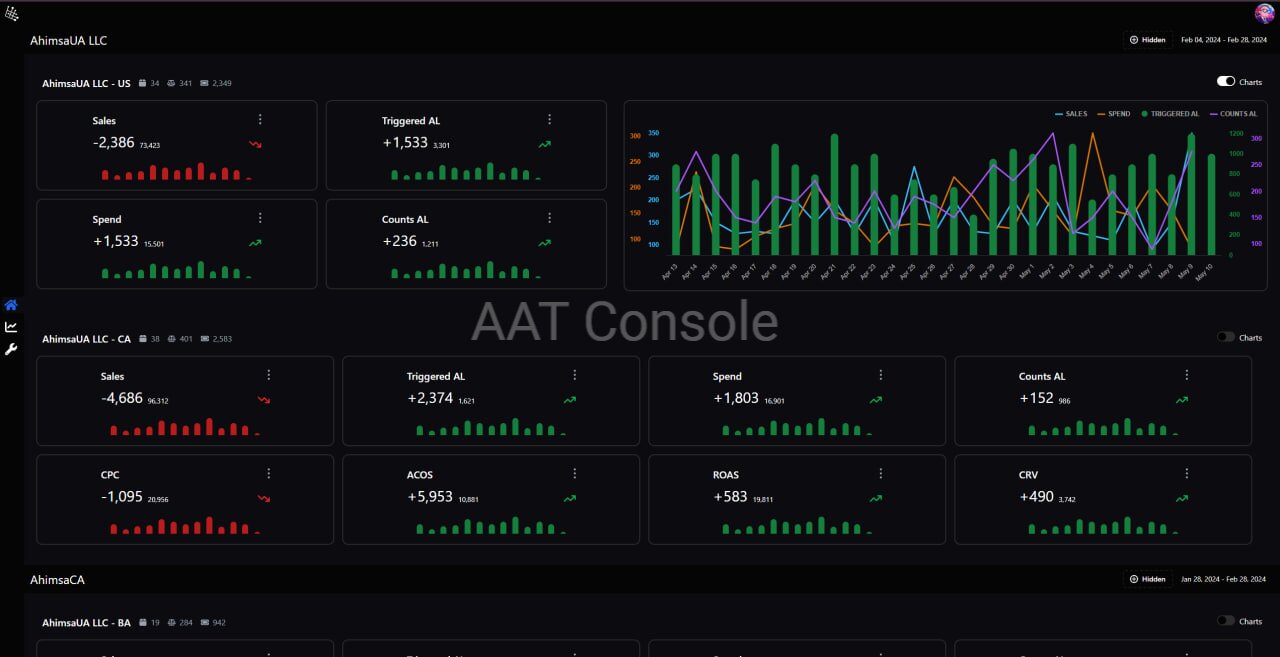 AhimsaUA LLC
Hidden Feb 04, 2024 - Feb 28, 2024
AhimsaUA LLC - US 34 341 2,349
Charts
Sales
-2,386 73,423
Triggered AL
+1,533 3,301
Spend
+1,533 15,501
Counts AL
+236 1,211
SALES SPEND TRIGGERED AL COUNTS AL
300 250 200 150 100
350 300 250 200 150 100
1200 1000 800 600 400 200 0
300 250 200 150 100
Apr 13 Apr 14 Apr 15 Apr 16 Apr 17 Apr 18 Apr 19 Apr 20 Apr 21 Apr 22 Apr 23 Apr 24 Apr 25 Apr 26 Apr 27 Apr 28 Apr 29 Apr 30 May 1 May 2 May 3 May 4 May 5 May 6 May 7 May 8 May 9 May 10
AAT Console
AhimsaUA LLC - CA 38 401 2,583
Charts
Sales
-4,686 96,312
Triggered AL
+2,374 1,621
Spend
+1,803 16,901
Counts AL
+152 986
CPC
-1,095 20,956
ACOS
+5,953 10,881
ROAS
+583 19,811
CRV
+490 3,742
AhimsaCA
Hidden Jan 28, 2024 - Feb 28, 2024
AhimsaUA LLC - BA 19 284 942
Charts